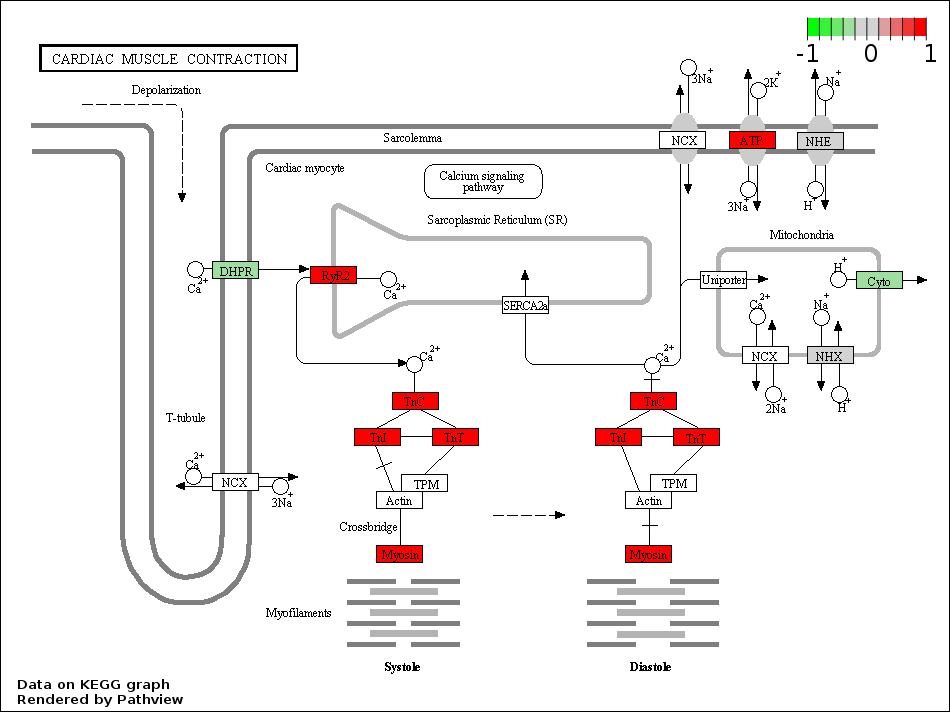 -1 0 1
CARDIAC MUSCLE CONTRACTION
Depolarization
3Na+
2K+
Na+
Sarcolemma
NCX
ATP
NHE
Cardiac myocyte
Calcium signaling
pathway
3Na+
H+
Sarcoplasmic Reticulum (SR)
Mitochondria
DHPR
Ca2+
RyR2
Ca2+
Uniporter
H+
Cyto
SERCA2a
Ca2+
Na+
Ca2+
Ca2+
NCX
NHX
2Na+
H+
TnC
TnC
T-tubule
TnI
TnT
TnI
TnT
Ca2+
NCX
3Na+
TPM
Actin
TPM
Actin
Crossbridge
Myosin
Myosin
Myofilaments
Systole
Diastole
Data on KEGG graph
Rendered by Pathview